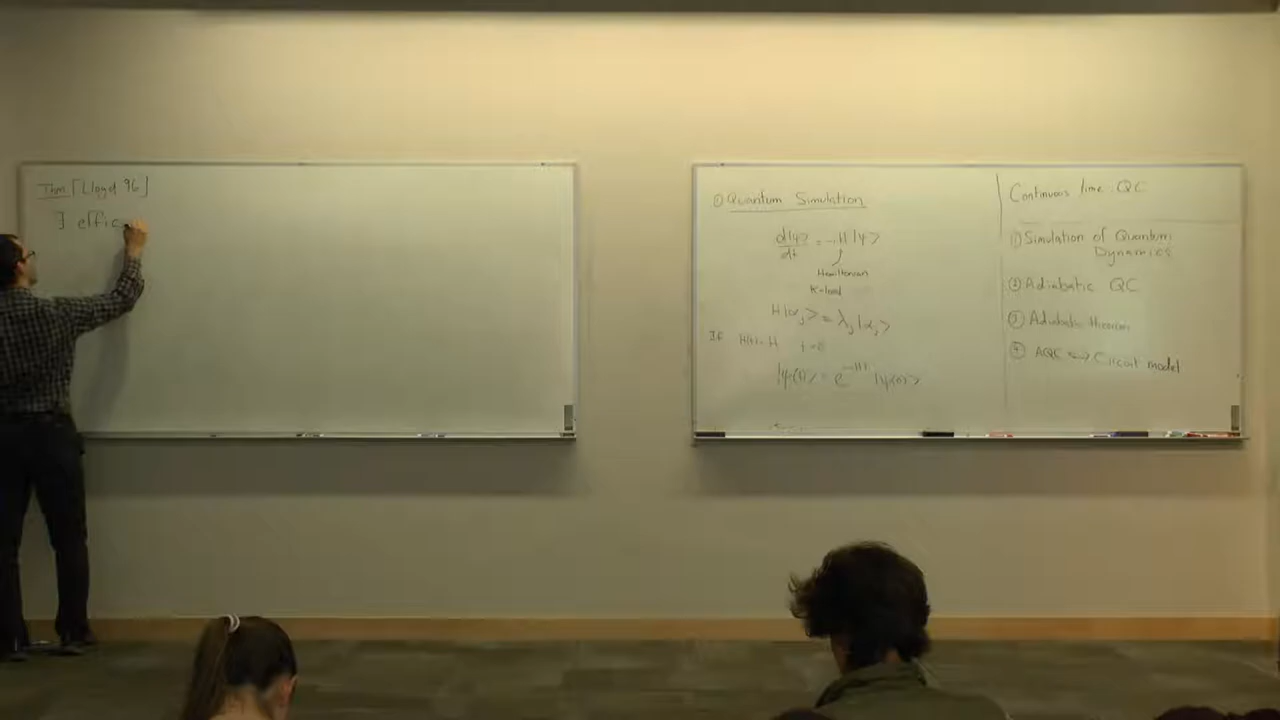 Thm [Lloyd 96]
∃ effic
① Quantum Simulation
d|ψ>/dt = -iH|ψ>
Hamiltonian
K-local
H|α_j> = λ_j|α_j>
If H(t)=H t=0
|ψ(t)> = e^{-iHt} |ψ(0)>
Continuous time QC
① Simulation of Quantum
Dynamics
② Adiabatic QC
③ Adiabatic theorem
④ AQC <-> Circuit model